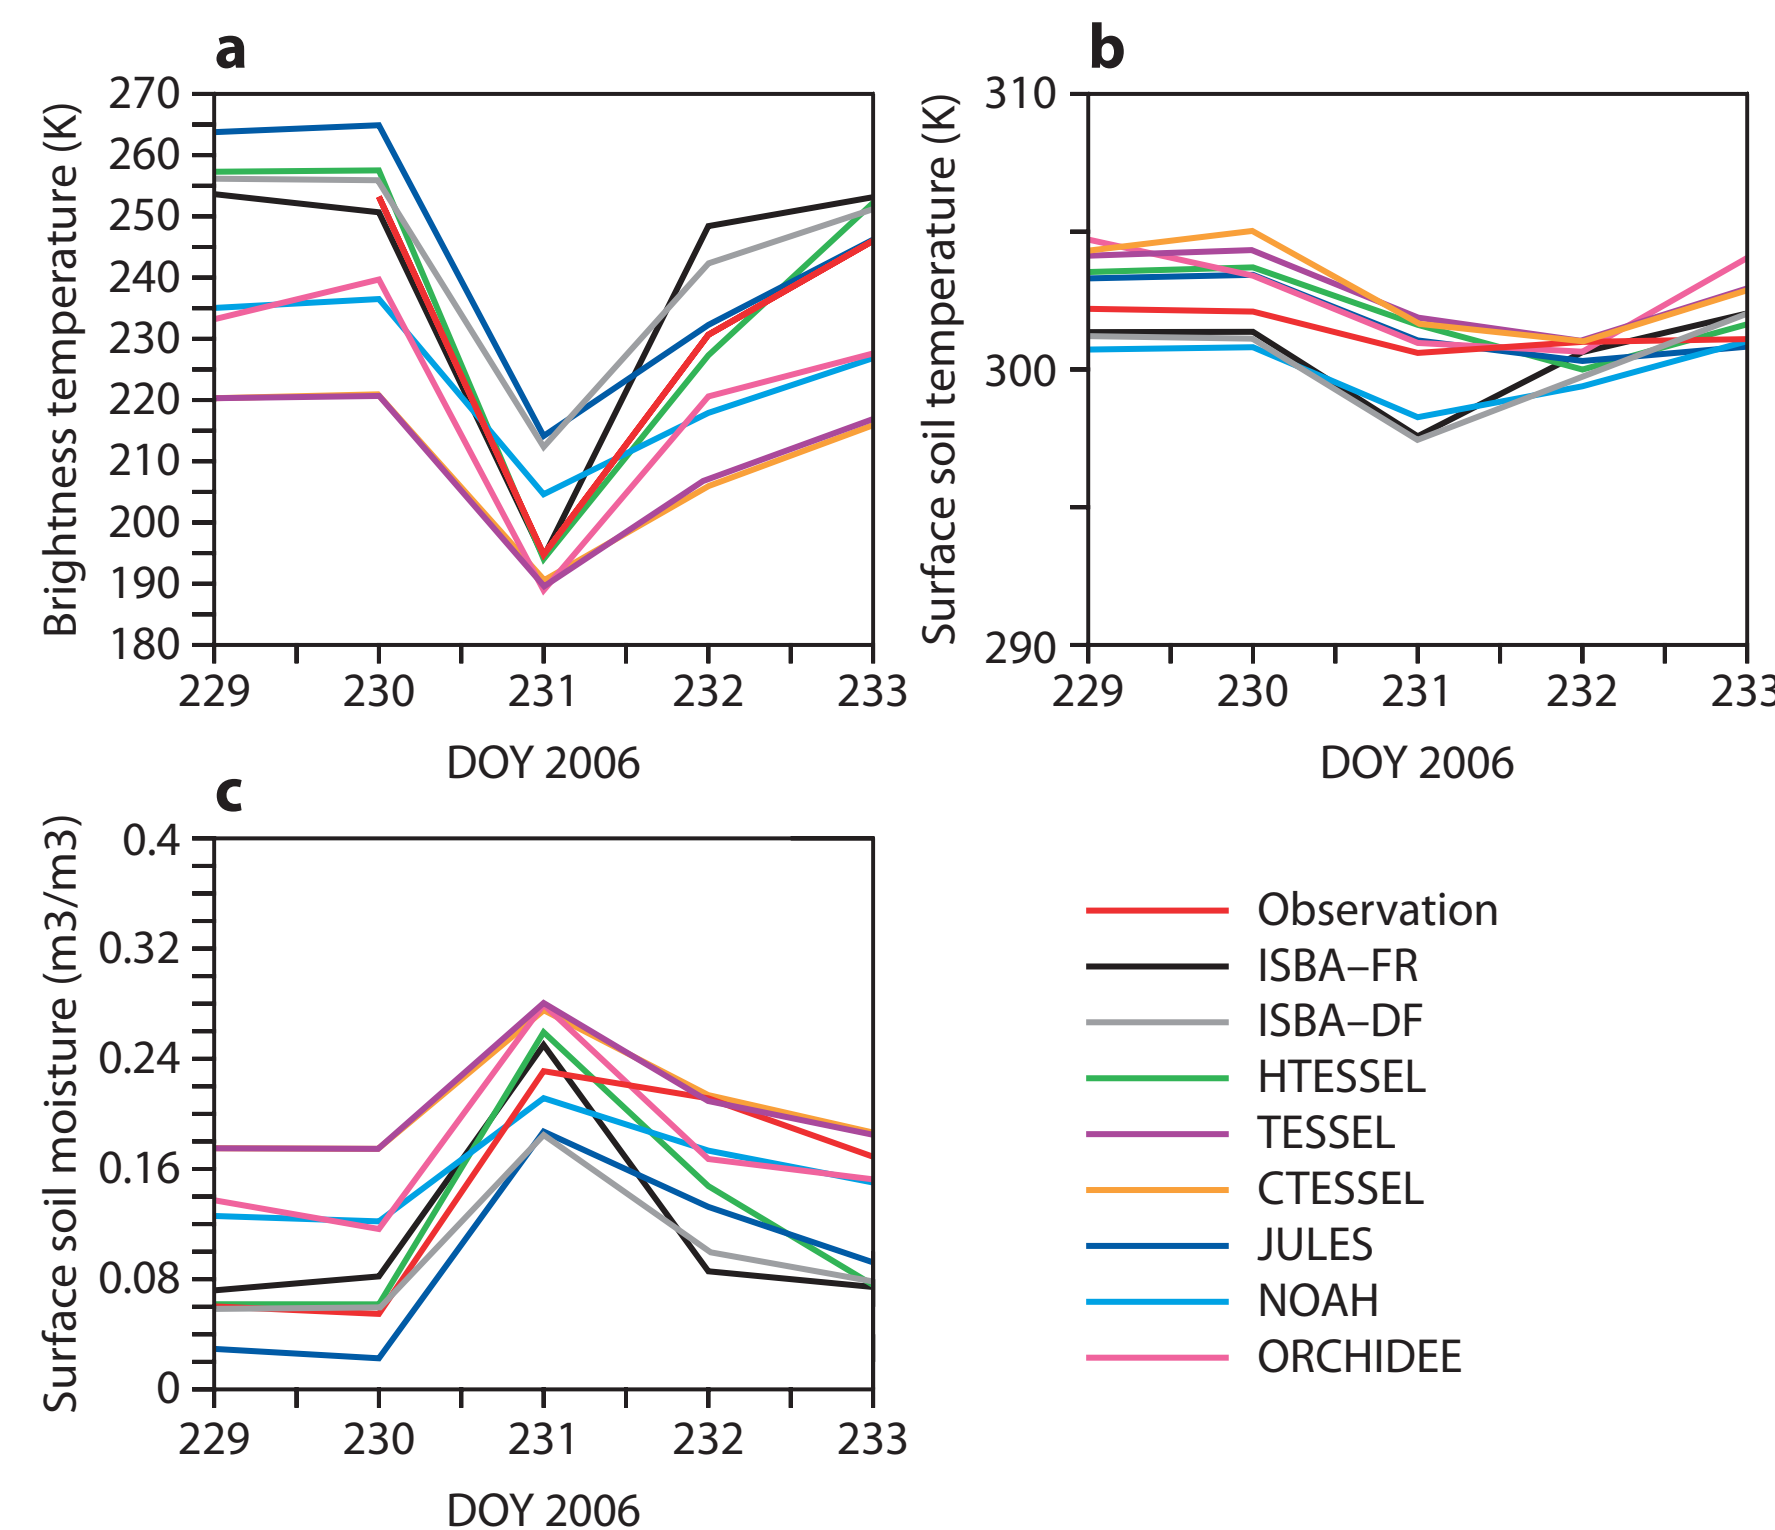 a
270
260
250
240
230
220
210
200
190
180
Brightness temperature (K)
229 230 231 232 233
DOY 2006
b
310
300
290
Surface soil temperature (K)
229 230 231 232 233
DOY 2006
c
0.4
0.32
0.24
0.16
0.08
0
Surface soil moisture (m3/m3)
229 230 231 232 233
DOY 2006
Observation
ISBA–FR
ISBA–DF
HTESSEL
TESSEL
CTESSEL
JULES
NOAH
ORCHIDEE